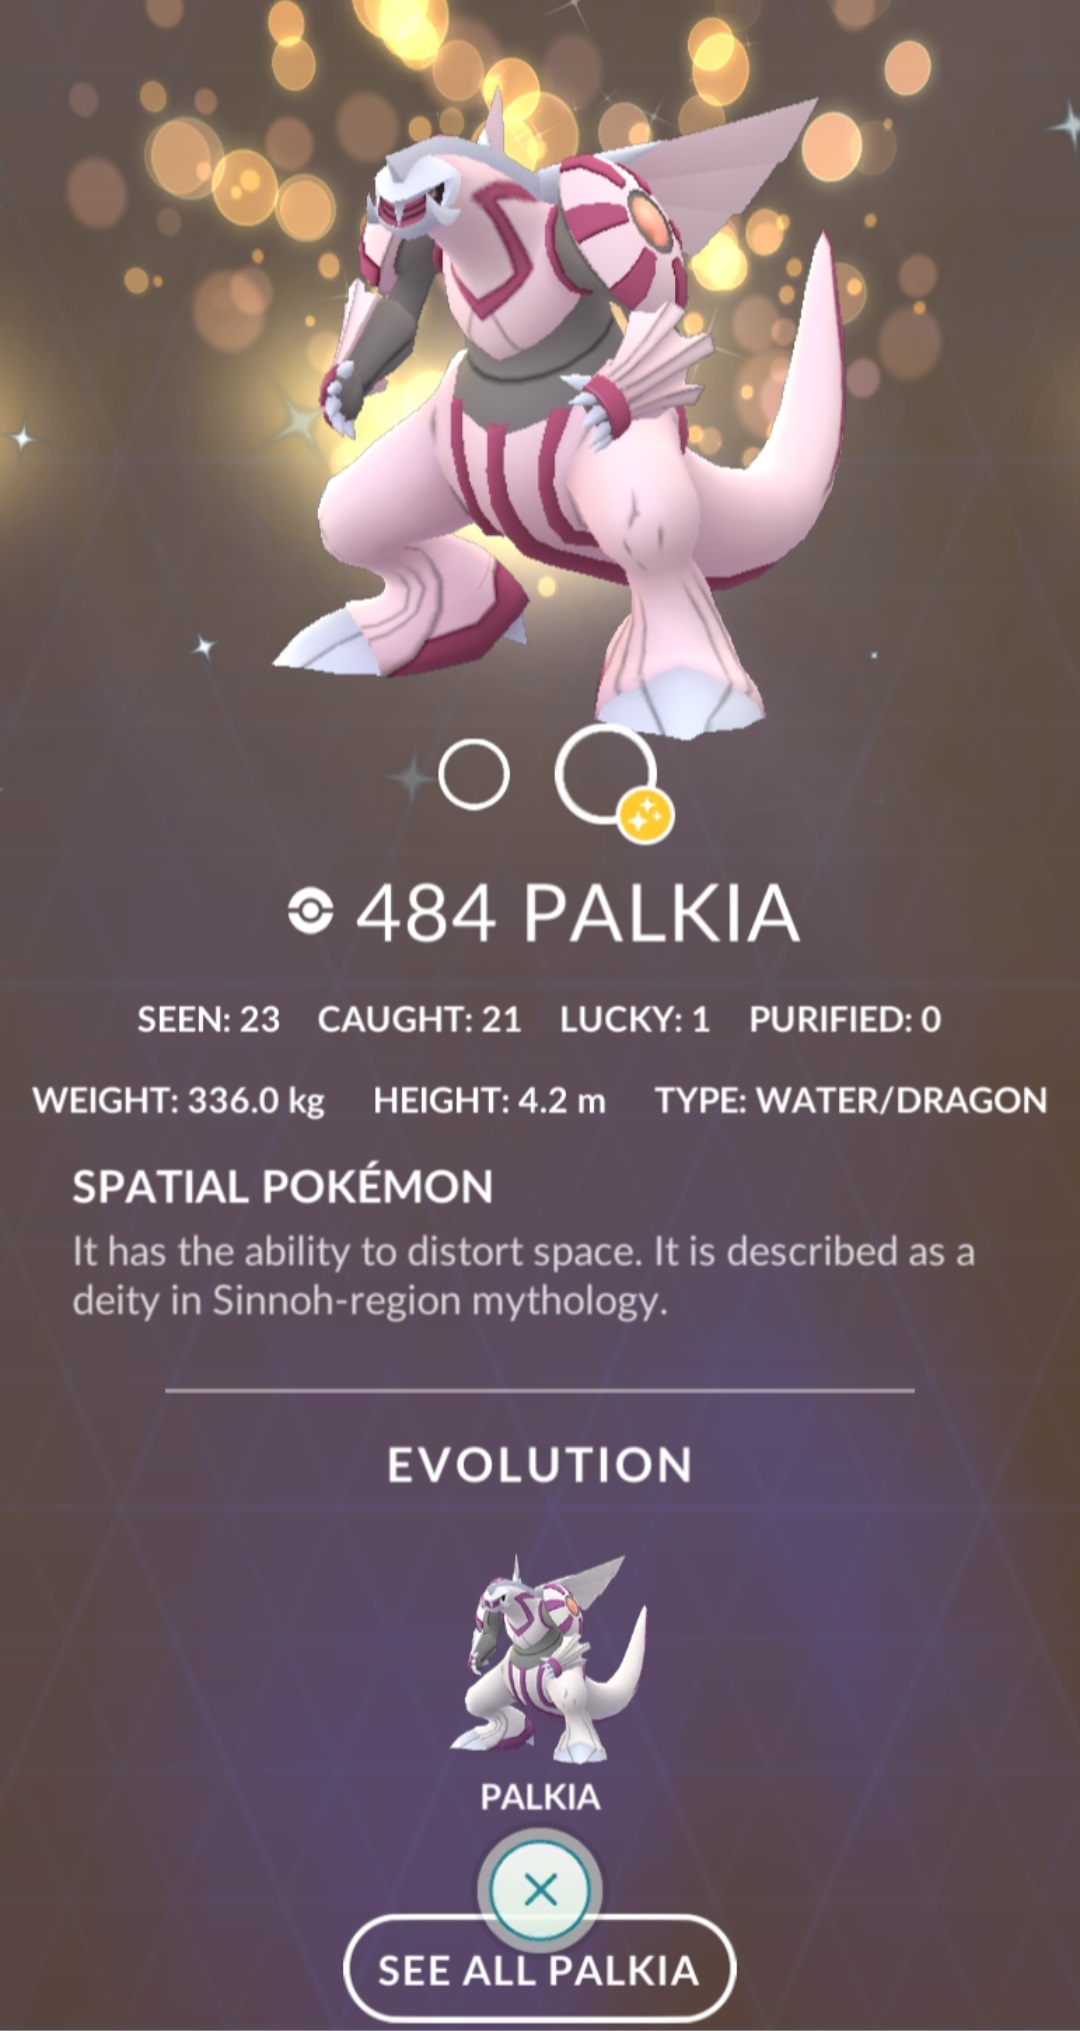 484 PALKIA
SEEN: 23 CAUGHT: 21 LUCKY: 1 PURIFIED: 0
WEIGHT: 336.0 kg HEIGHT: 4.2 m TYPE: WATER/DRAGON
SPATIAL POKÉMON
It has the ability to distort space. It is described as a
deity in Sinnoh-region mythology.
EVOLUTION
PALKIA
SEE ALL PALKIA